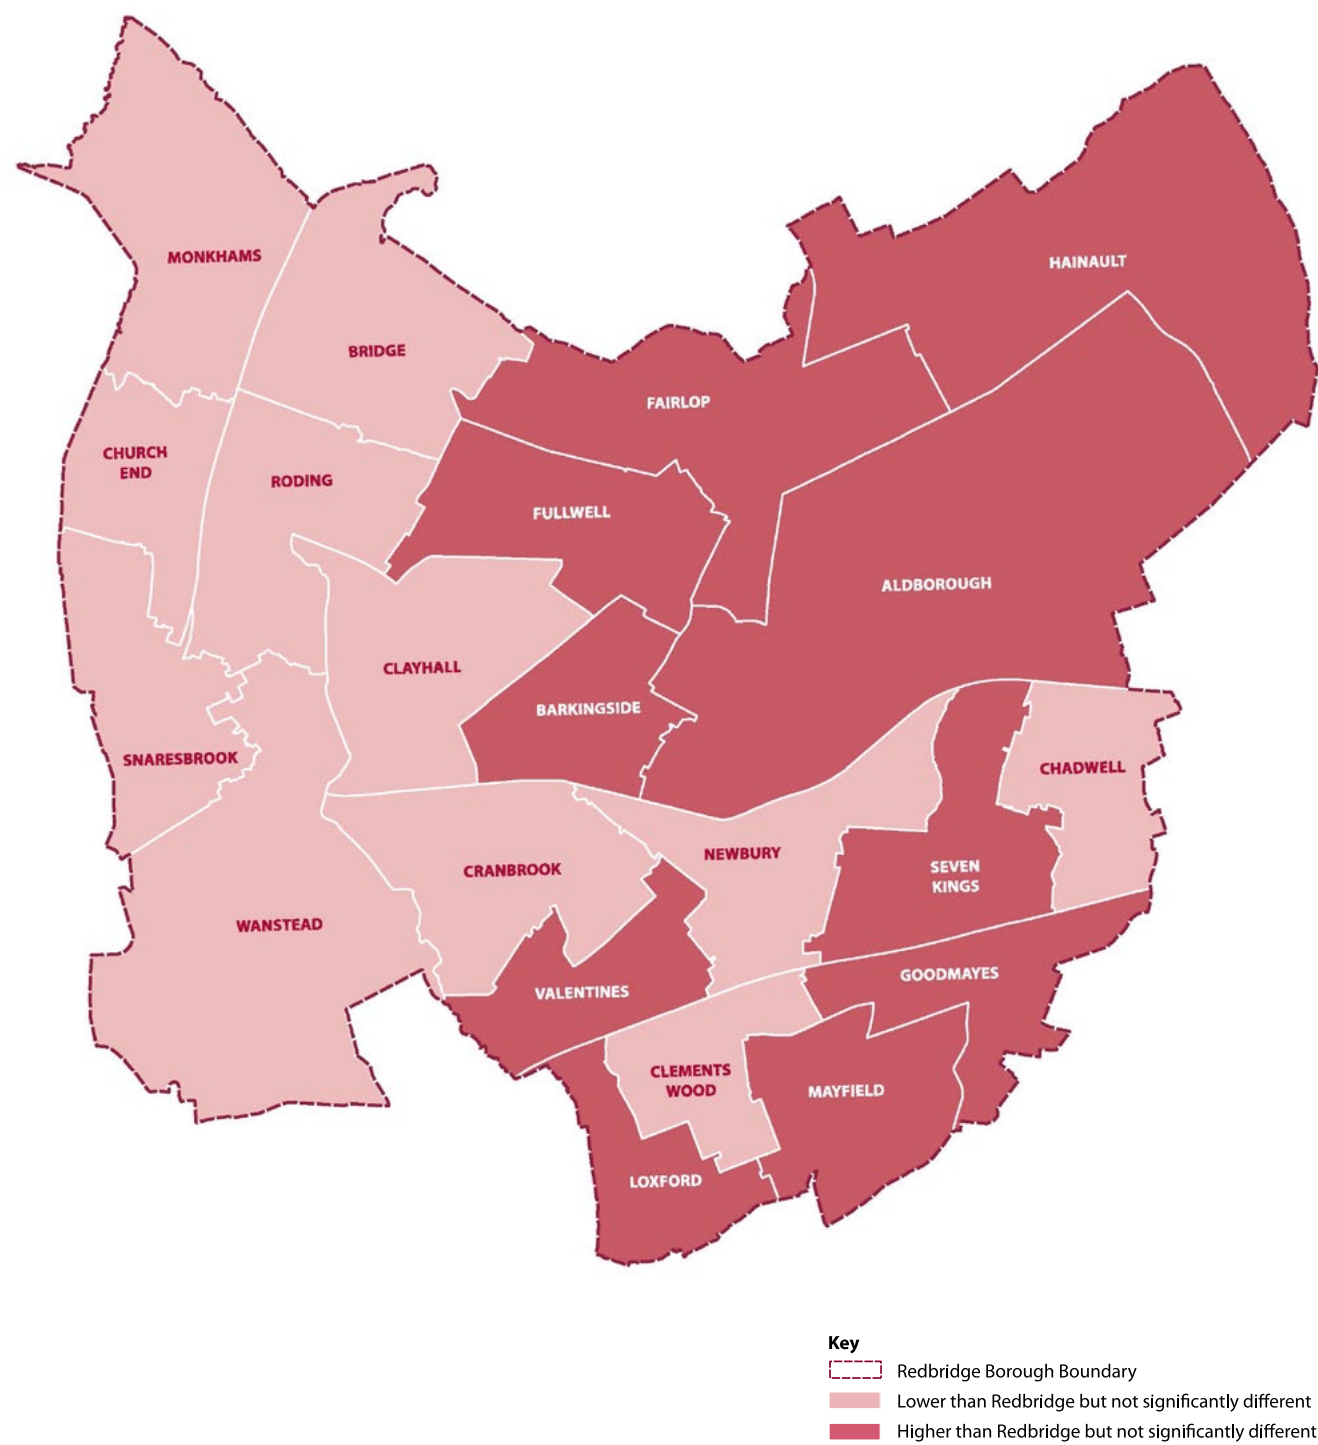 MONKHAMS
HAINAULT
BRIDGE
FAIRLOP
CHURCH
END
RODING
FULLWELL
ALDBOROUGH
CLAYHALL
BARKINGSIDE
SNARESBROOK
CHADWELL
NEWBURY
CRANBROOK
SEVEN
KINGS
WANSTEAD
GOODMAYES
VALENTINES
CLEMENTS
WOOD
MAYFIELD
LOXFORD
Key
Redbridge Borough Boundary
Lower than Redbridge but not significantly different
Higher than Redbridge but not significantly different